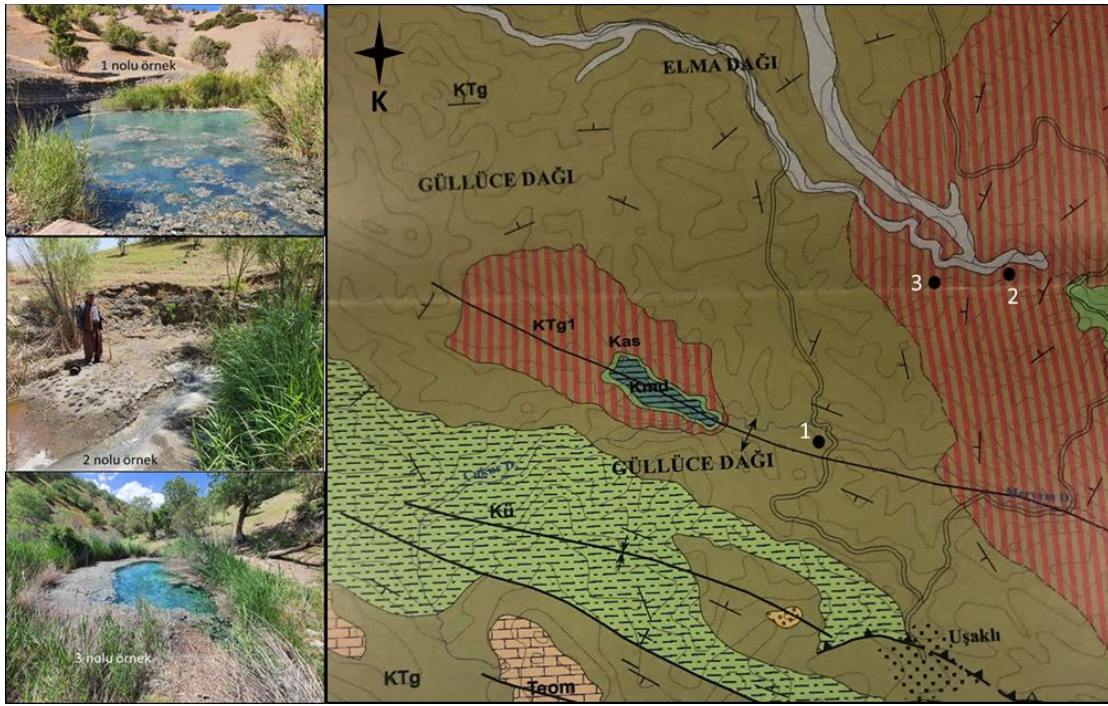 1 nolu örnek
2 nolu örnek
3 nolu örnek
K
KTg
ELMA DAĞI
GÜLLÜCE DAĞI
3
2
KTg1
Kas
Kmd
1
GÜLLÜCE DAĞI
Meryem D.
Kü
Uşaklı
KTg
Teom